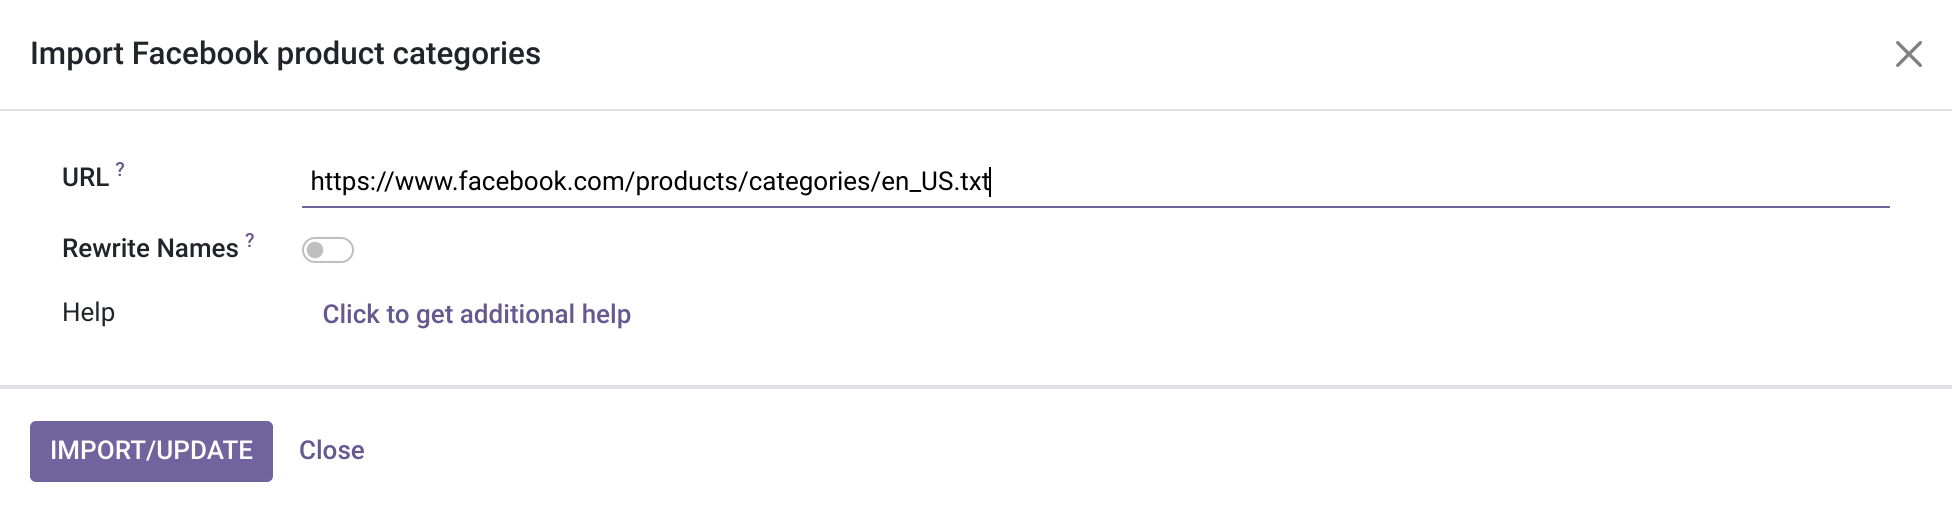 Import Facebook product categories
URL ? https://www.facebook.com/products/categories/en_US.txt
Rewrite Names ?
Help Click to get additional help
IMPORT/UPDATE Close